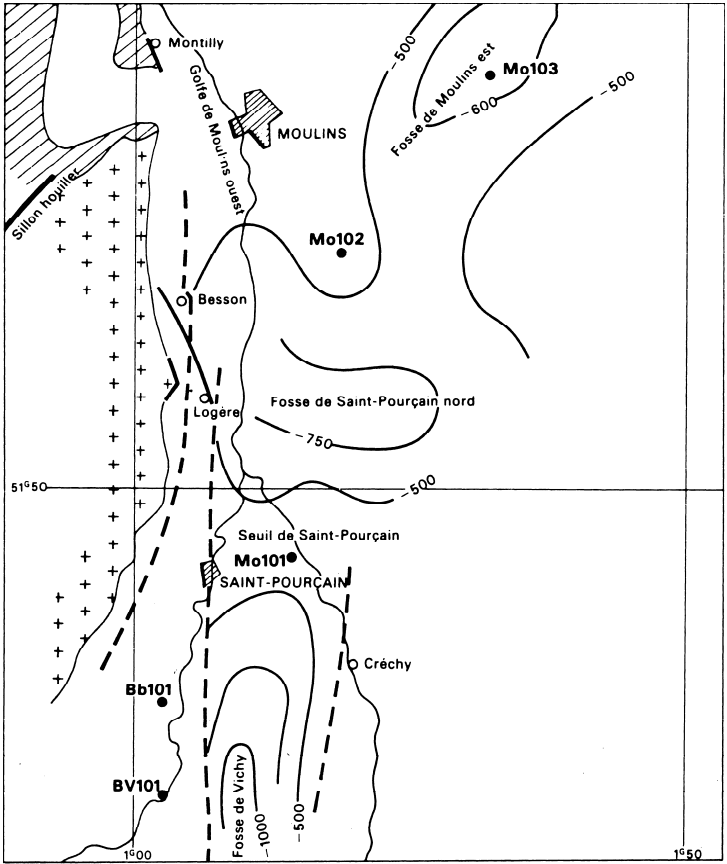 Montilly
-500
Fosse de Moulins est
Mo103
-500
-600
Golfe de Moulins ouest
MOULINS
Sillon houiller
Mo102
Besson
Fosse de Saint-Pourçain nord
Logère
-750
51ᴳ50
-500
Seuil de Saint-Pourçain
Mo101
SAINT-POURÇAIN
Créchy
Bb101
BV101
Fosse de Vichy
-1000
-500
1ᴳ00
1ᴳ50